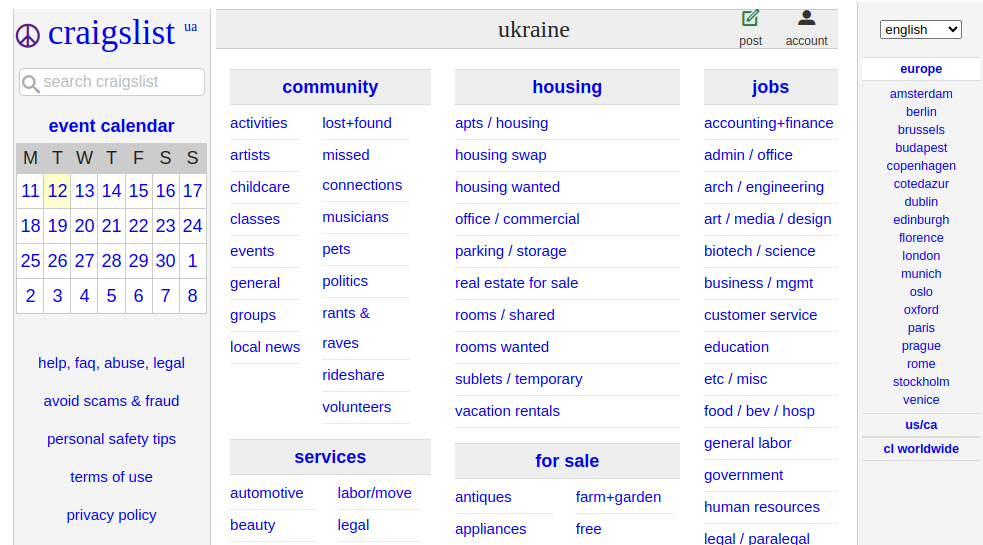 craigslist ua
search craigslist
event calendar
M T W T F S S
11 12 13 14 15 16 17
18 19 20 21 22 23 24
25 26 27 28 29 30 1
2 3 4 5 6 7 8
help, faq, abuse, legal
avoid scams & fraud
personal safety tips
terms of use
privacy policy
ukraine
post
account
community
activities
artists
childcare
classes
events
general
groups
local news
lost+found
missed
connections
musicians
pets
politics
rants &
raves
rideshare
volunteers
services
automotive
beauty
labor/move
legal
housing
apts / housing
housing swap
housing wanted
office / commercial
parking / storage
real estate for sale
rooms / shared
rooms wanted
sublets / temporary
vacation rentals
for sale
antiques
appliances
farm+garden
free
jobs
accounting+finance
admin / office
arch / engineering
art / media / design
biotech / science
business / mgmt
customer service
education
etc / misc
food / bev / hosp
general labor
government
human resources
legal / paralegal
english
europe
amsterdam
berlin
brussels
budapest
copenhagen
cotedazur
dublin
edinburgh
florence
london
munich
oslo
oxford
paris
prague
rome
stockholm
venice
us/ca
cl worldwide